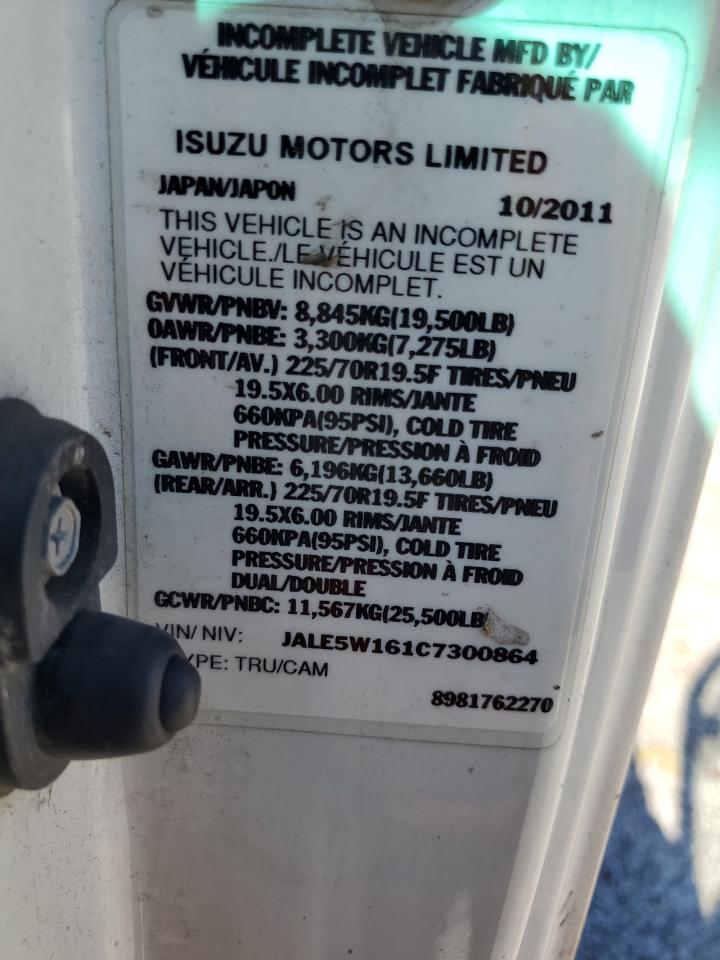 INCOMPLETE VEHICLE MFD BY/
VÉHICULE INCOMPLET FABRIQUÉ PAR
ISUZU MOTORS LIMITED
JAPAN/JAPON
10/2011
THIS VEHICLE IS AN INCOMPLETE
VEHICLE./LE VÉHICULE EST UN
VÉHICULE INCOMPLET.
GVWR/PNBV: 8,845KG(19,500LB)
OAWR/PNBE: 3,300KG(7,275LB)
(FRONT/AV.) 225/70R19.5F TIRES/PNEU
19.5X6.00 RIMS/JANTE
660KPA(95PSI), COLD TIRE
PRESSURE/PRESSION À FROID
GAWR/PNBE: 6,196KG(13,660LB)
(REAR/ARR.) 225/70R19.5F TIRES/PNEU
19.5X6.00 RIMS/JANTE
660KPA(95PSI), COLD TIRE
PRESSURE/PRESSION À FROID
DUAL/DOUBLE
GCWR/PNBC: 11,567KG(25,500LB)
VIN/ NIV: JALE5W161C7300864
YPE: TRU/CAM
8981762270